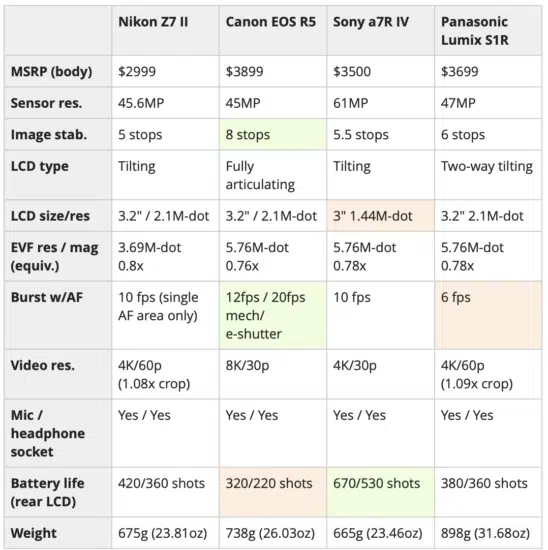 Nikon Z7 II Canon EOS R5 Sony a7R IV Panasonic
Lumix S1R
MSRP (body) $2999 $3899 $3500 $3699
Sensor res. 45.6MP 45MP 61MP 47MP
Image stab. 5 stops 8 stops 5.5 stops 6 stops
LCD type Tilting Fully Tilting Two-way tilting
articulating
LCD size/res 3.2" / 2.1M-dot 3.2" / 2.1M-dot 3" 1.44M-dot 3.2" 2.1M-dot
EVF res / mag 3.69M-dot 5.76M-dot 5.76M-dot 5.76M-dot
(equiv.) 0.8x 0.76x 0.78x 0.78x
Burst w/AF 10 fps (single 12fps / 20fps 10 fps 6 fps
AF area only) mech/
e-shutter
Video res. 4K/60p 8K/30p 4K/30p 4K/60p
(1.08x crop) (1.09x crop)
Mic / Yes / Yes Yes / Yes Yes / Yes Yes / Yes
headphone
socket
Battery life 420/360 shots 320/220 shots 670/530 shots 380/360 shots
(rear LCD)
Weight 675g (23.81oz) 738g (26.03oz) 665g (23.46oz) 898g (31.68oz)